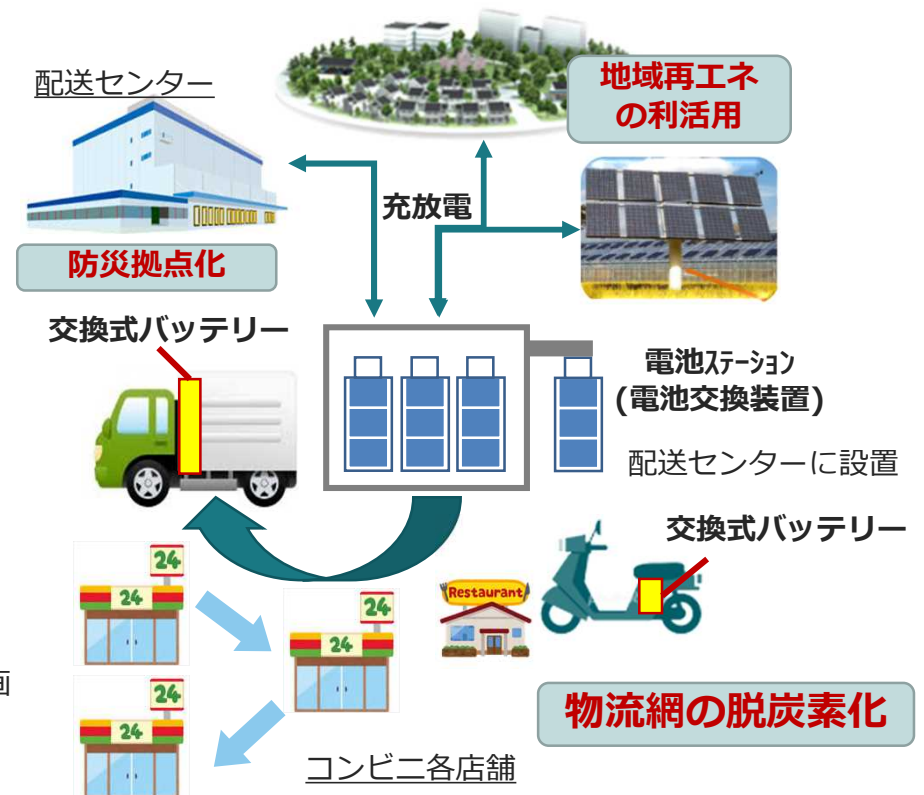 配送センター
地域再エネ
の利活用
充放電
防災拠点化
交換式バッテリー
電池ｽﾃｰｼｮﾝ
(電池交換装置)
配送センターに設置
交換式バッテリー
24
24
Restaurant
24
24
画
24
24
物流網の脱炭素化
コンビニ各店舗